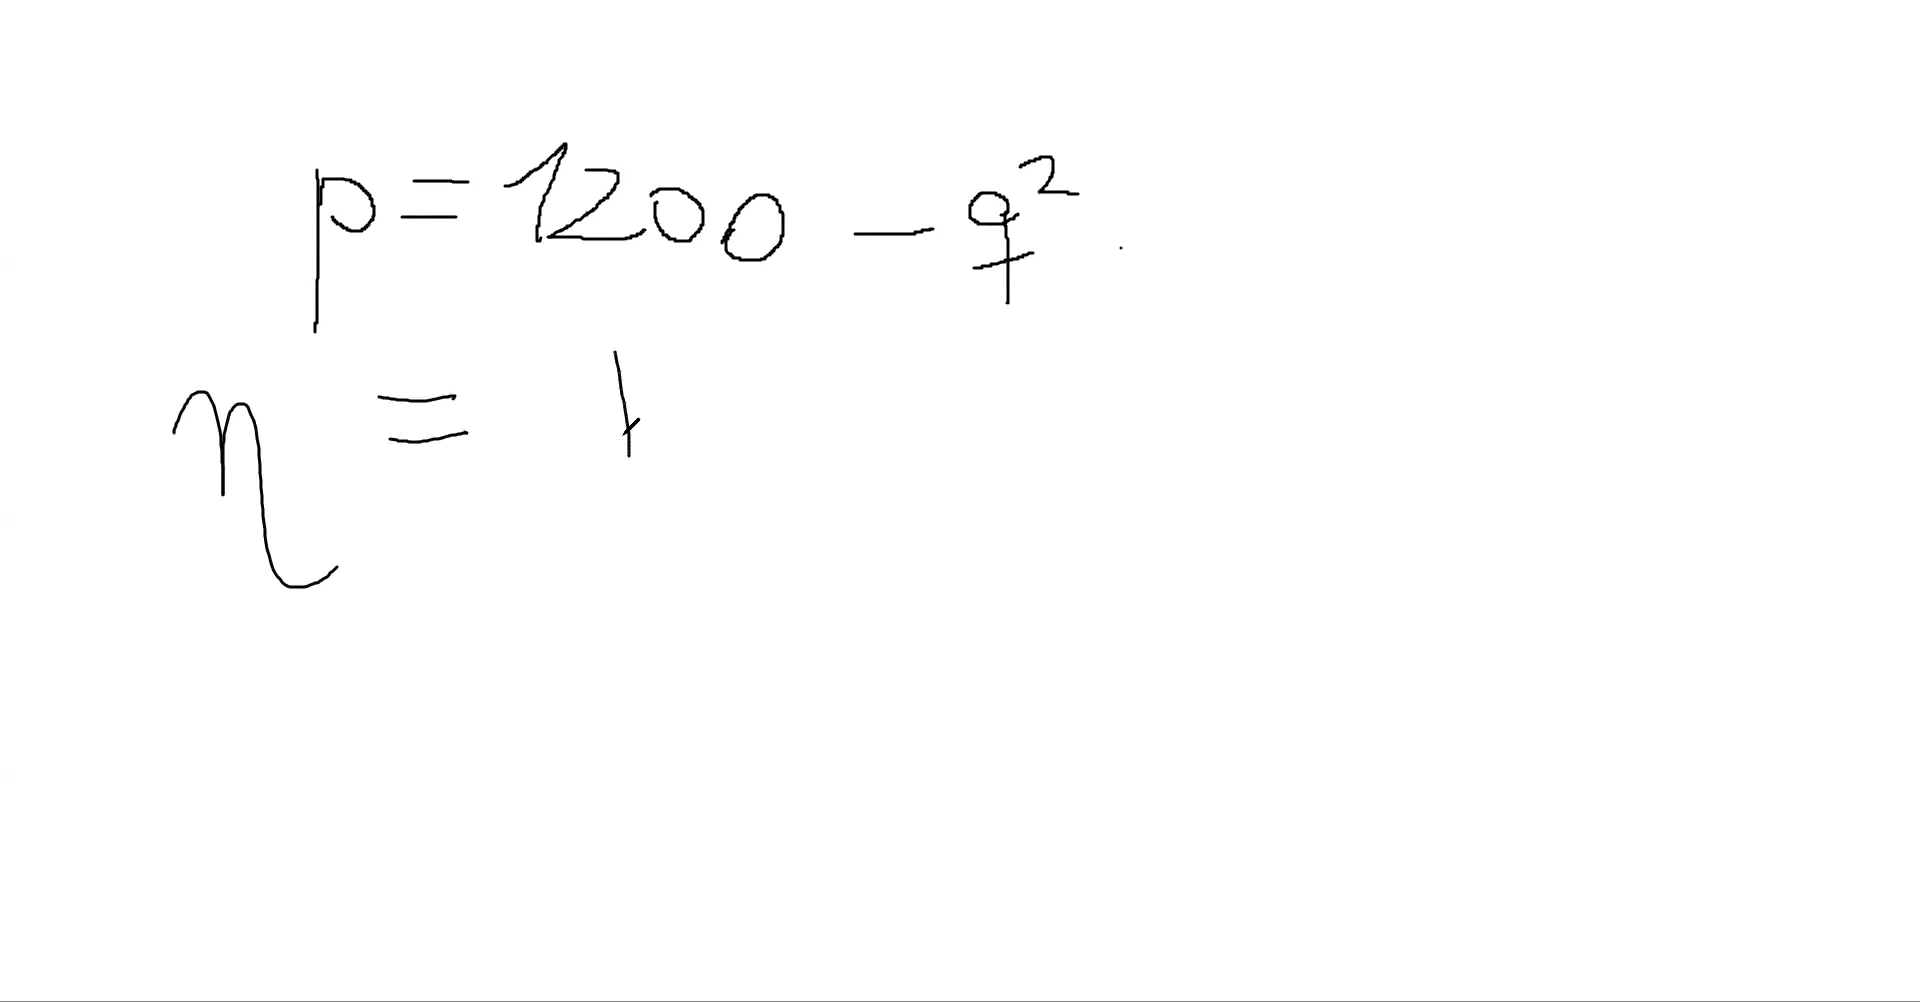 p = 1200 - q²
η = 1